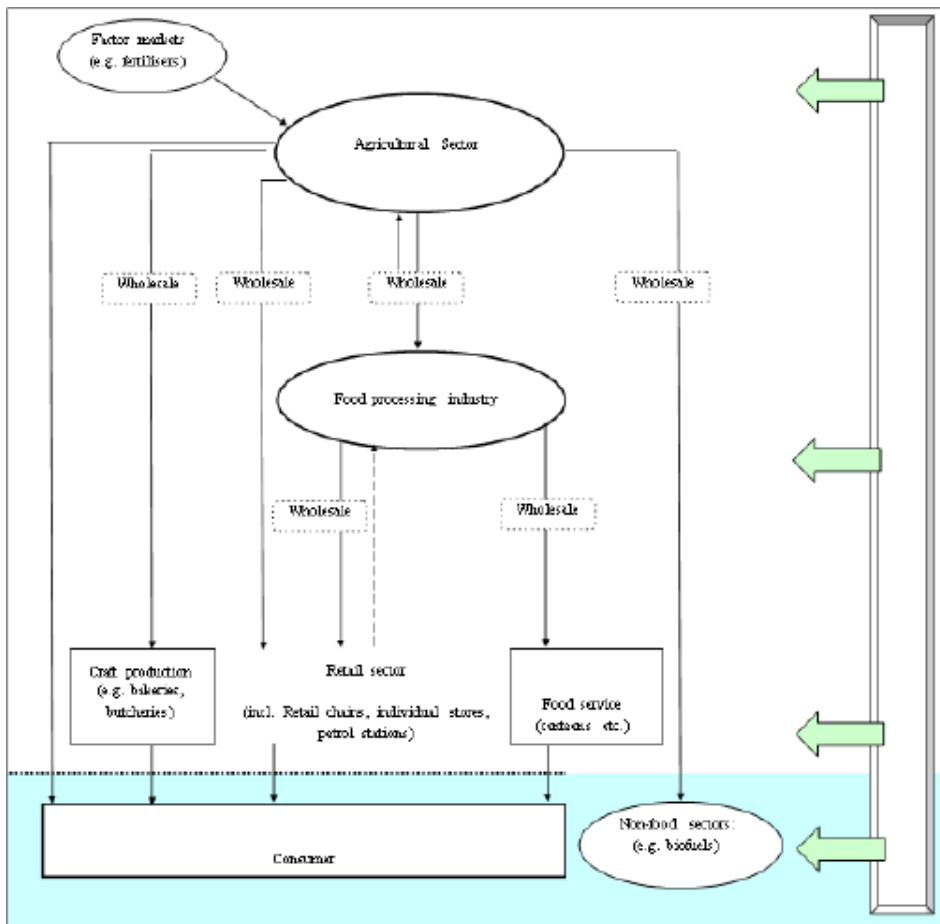 Factor markets
(e.g. fertilisers)
Agricultural Sector
Wholesale
Wholesale
Wholesale
Wholesale
Food processing industry
Wholesale
Wholesale
Craft production
(e.g. bakeries,
butcheries)
Retail sector
(incl. Retail chains, individual stores,
petrol stations)
Food service
(canteens etc.)
Consumer
Non-food sectors:
(e.g. biofuels)